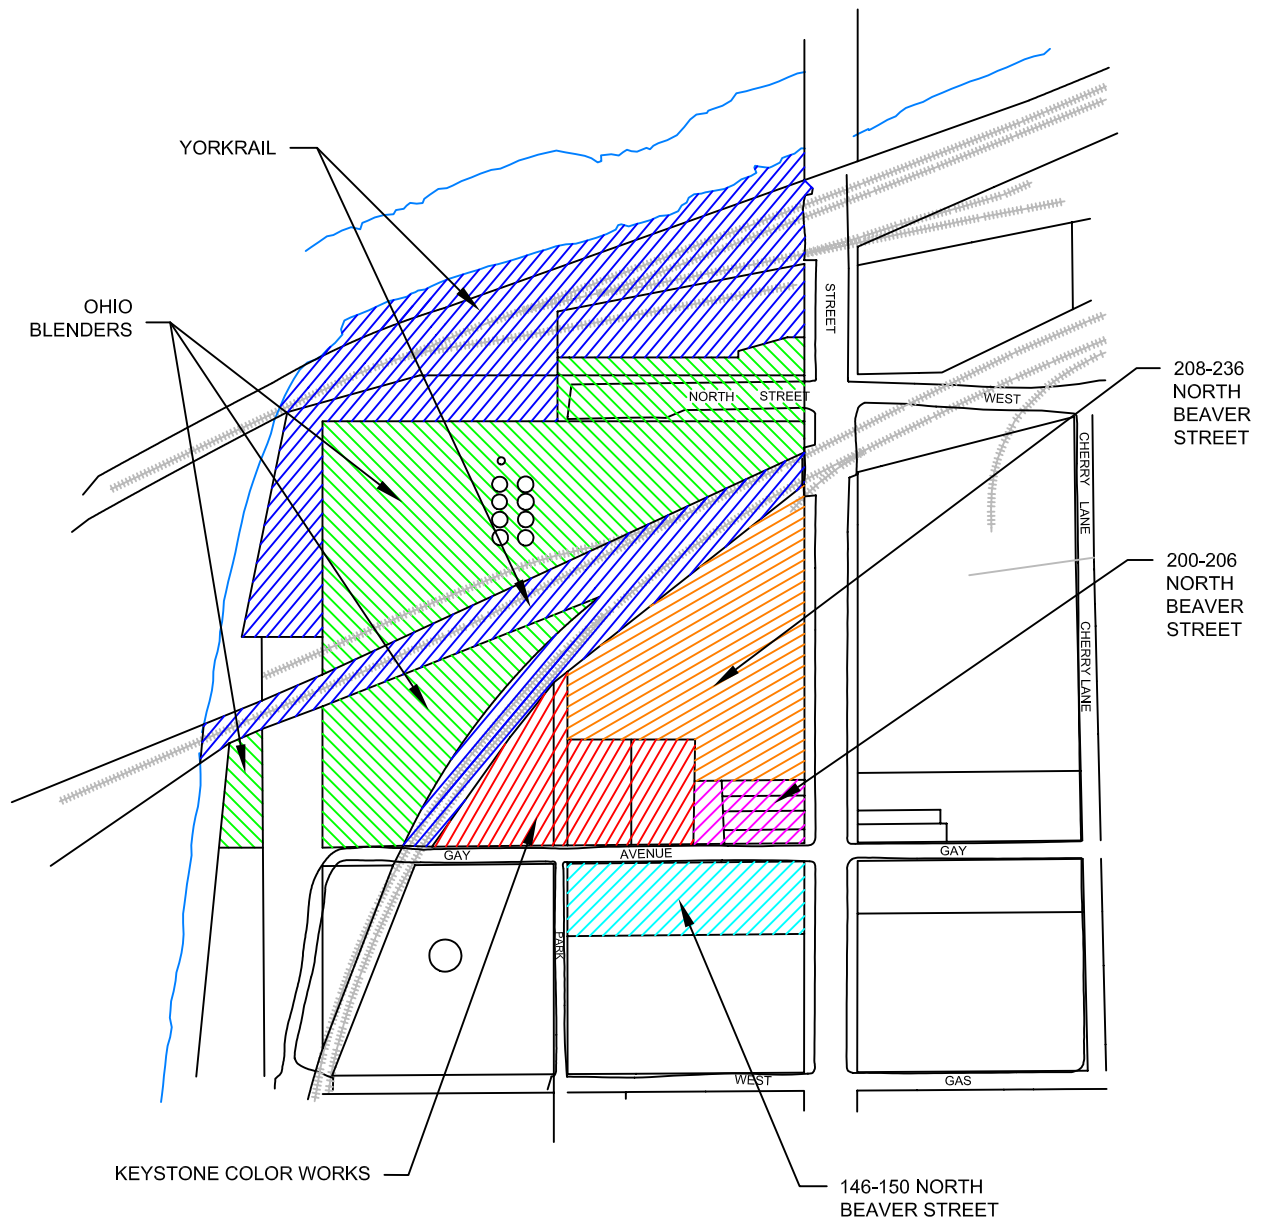 YORKRAIL
OHIO
BLENDERS
STREET
208-236
NORTH
BEAVER
STREET
NORTH STREET
WEST
CHERRY LANE
200-206
NORTH
BEAVER
STREET
CHERRY LANE
GAY AVENUE
GAY
PARK
WEST
GAS
KEYSTONE COLOR WORKS
146-150 NORTH
BEAVER STREET